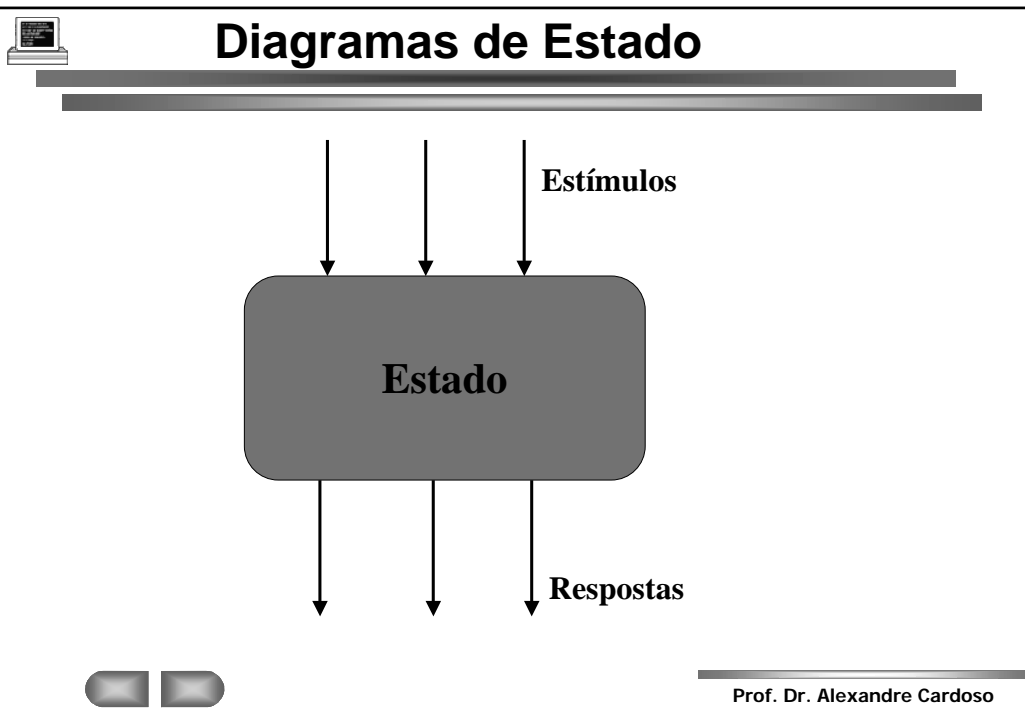 Diagramas de Estado
Estímulos
Estado
Respostas
Prof. Dr. Alexandre Cardoso